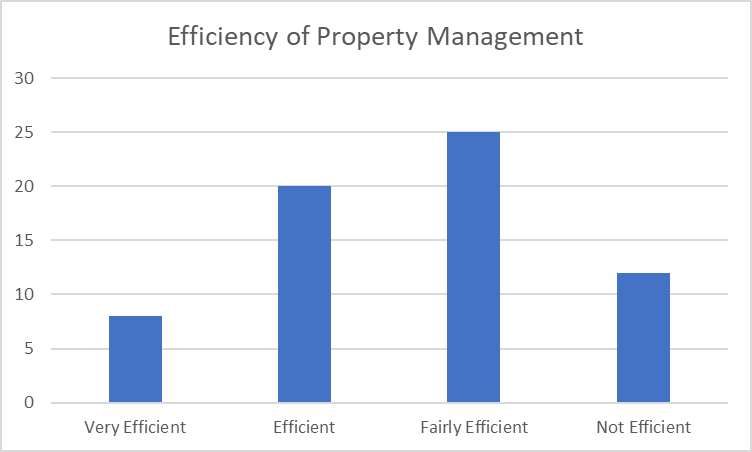 Efficiency of Property Management
30
25
20
15
10
5
0
Very Efficient
Efficient
Fairly Efficient
Not Efficient